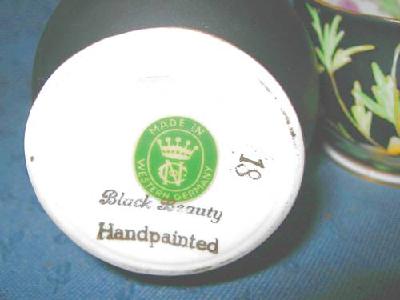 MADE IN
WESTERN GERMANY
18
Black Beauty
Handpainted